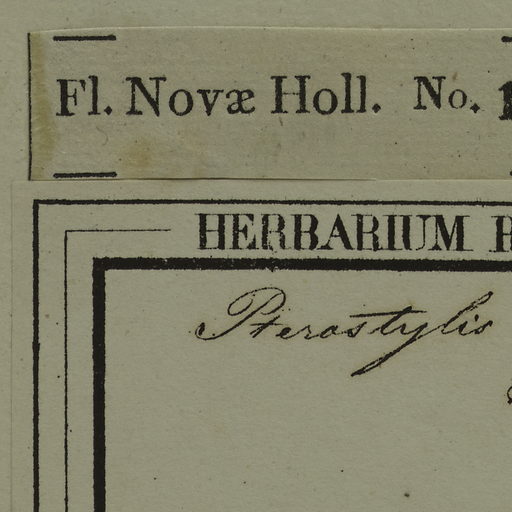 Fl. Novæ Holl. No.
HERBARIUM
Pterostylis